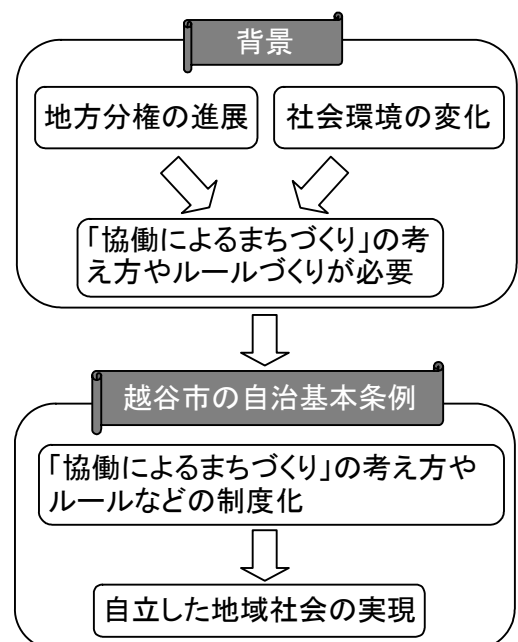 背景
地方分権の進展
社会環境の変化
「協働によるまちづくり」の考
え方やルールづくりが必要
越谷市の自治基本条例
「協働によるまちづくり」の考え方や
ルールなどの制度化
自立した地域社会の実現